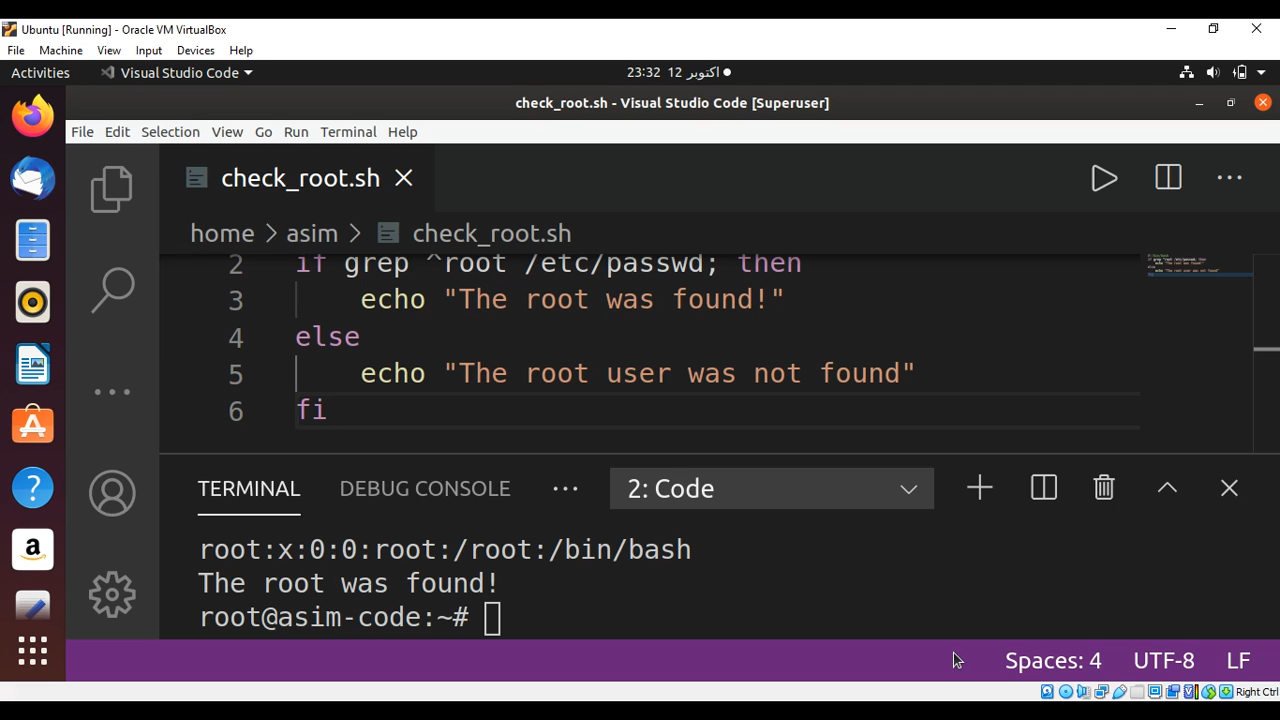 Ubuntu [Running] - Oracle VM VirtualBox
File Machine View Input Devices Help
Activities Visual Studio Code 23:32 12 اكتوبر
check_root.sh - Visual Studio Code [Superuser]
File Edit Selection View Go Run Terminal Help
check_root.sh
home > asim > check_root.sh
2 if grep ^root /etc/passwd; then
3 echo "The root was found!"
4 else
5 echo "The root user was not found"
6 fi
TERMINAL DEBUG CONSOLE ... 2: Code
root:x:0:0:root:/root:/bin/bash
The root was found!
root@asim-code:~#
Spaces: 4 UTF-8 LF
Right Ctrl